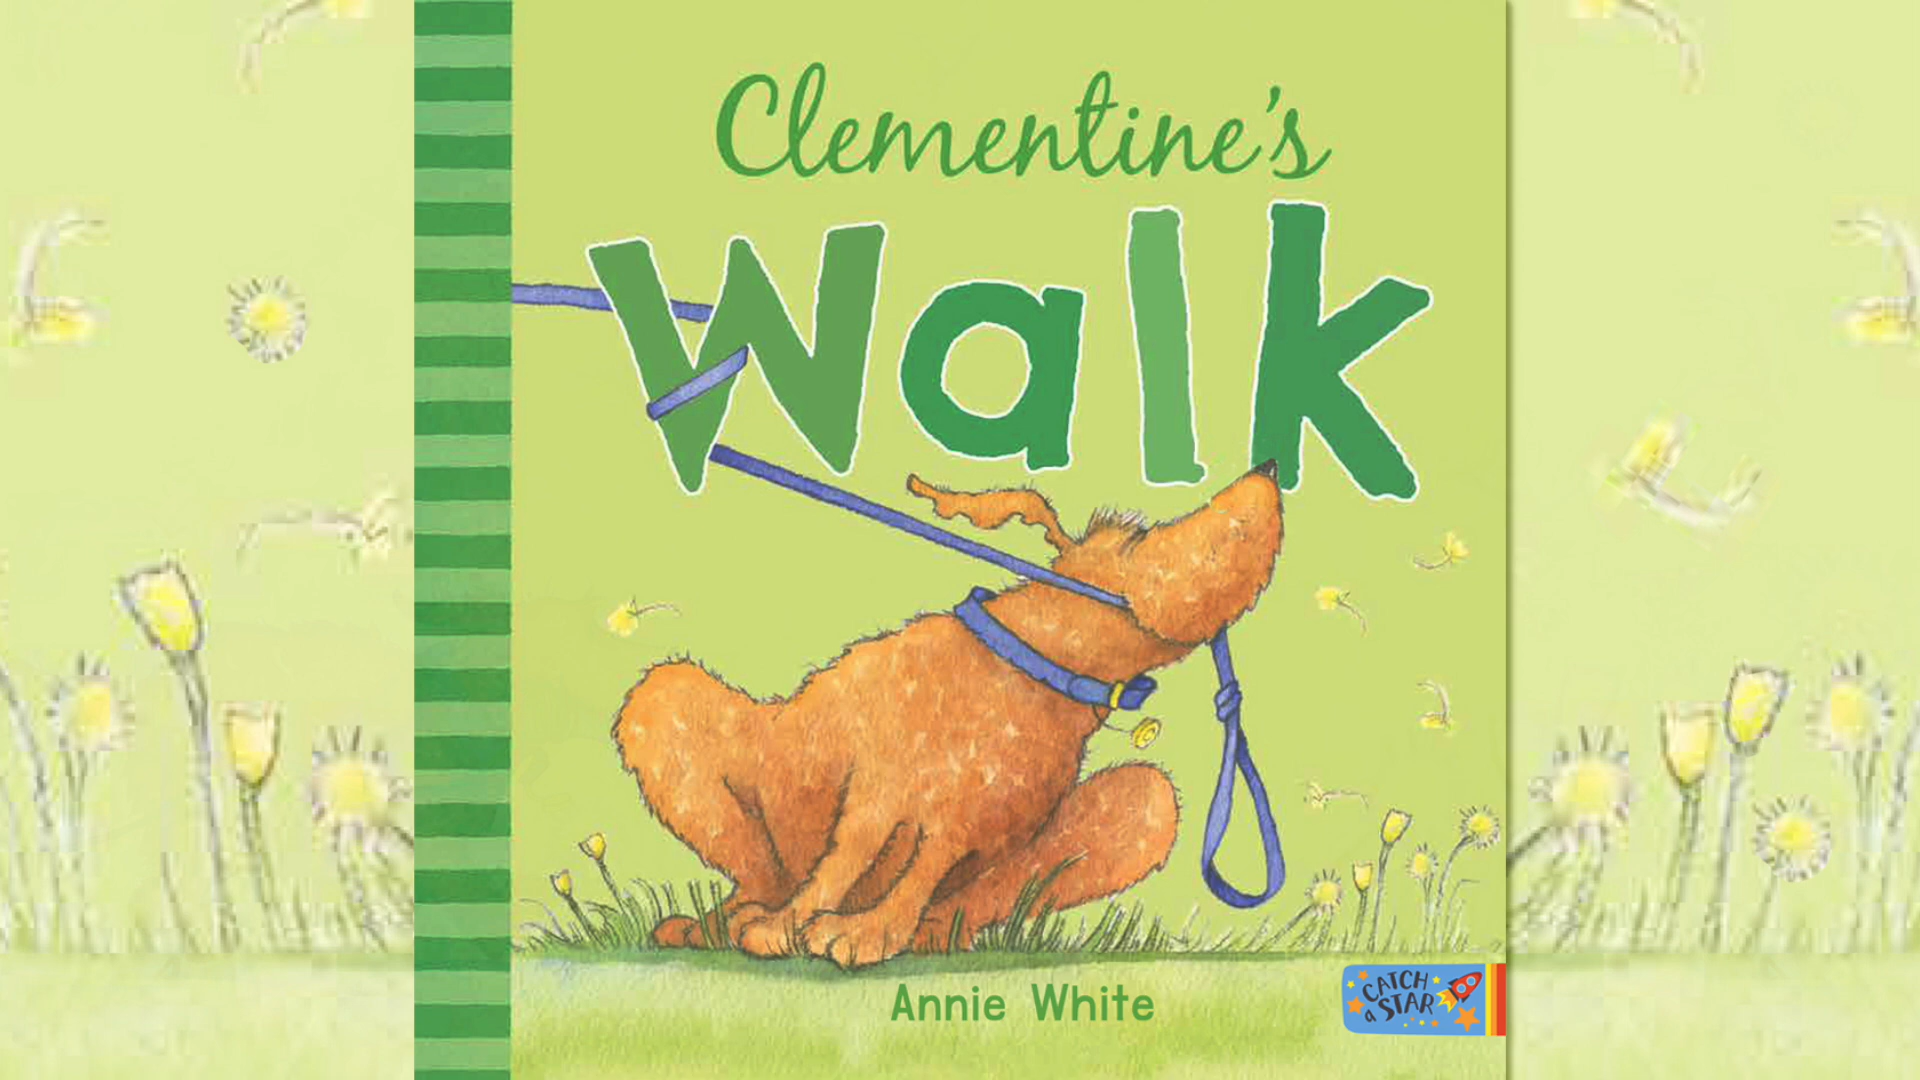 Clementine's
Walk
Annie White
CATCH
a STAR